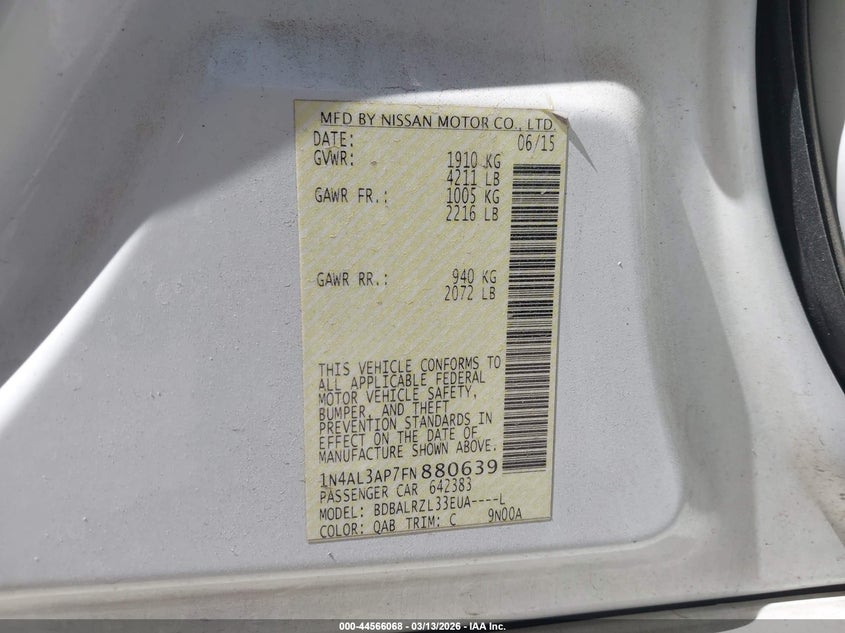 MFD BY NISSAN MOTOR CO., LTD.
DATE: 06/15
GVWR: 1910 KG
4211 LB
GAWR FR.: 1005 KG
2216 LB
GAWR RR.: 940 KG
2072 LB
THIS VEHICLE CONFORMS TO
ALL APPLICABLE FEDERAL
MOTOR VEHICLE SAFETY,
BUMPER, AND THEFT
PREVENTION STANDARDS IN
EFFECT ON THE DATE OF
MANUFACTURE SHOWN ABOVE.
1N4AL3AP7FN880639
PASSENGER CAR 642383
MODEL: BDBALRZL33EUA----L
COLOR: QAB TRIM: C 9N00A
000-44566068 | 03/13/2026 | IAA Inc.